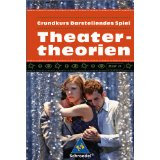 Grundkurs Darstellendes Spiel
Theater-
theorien
Schroedel